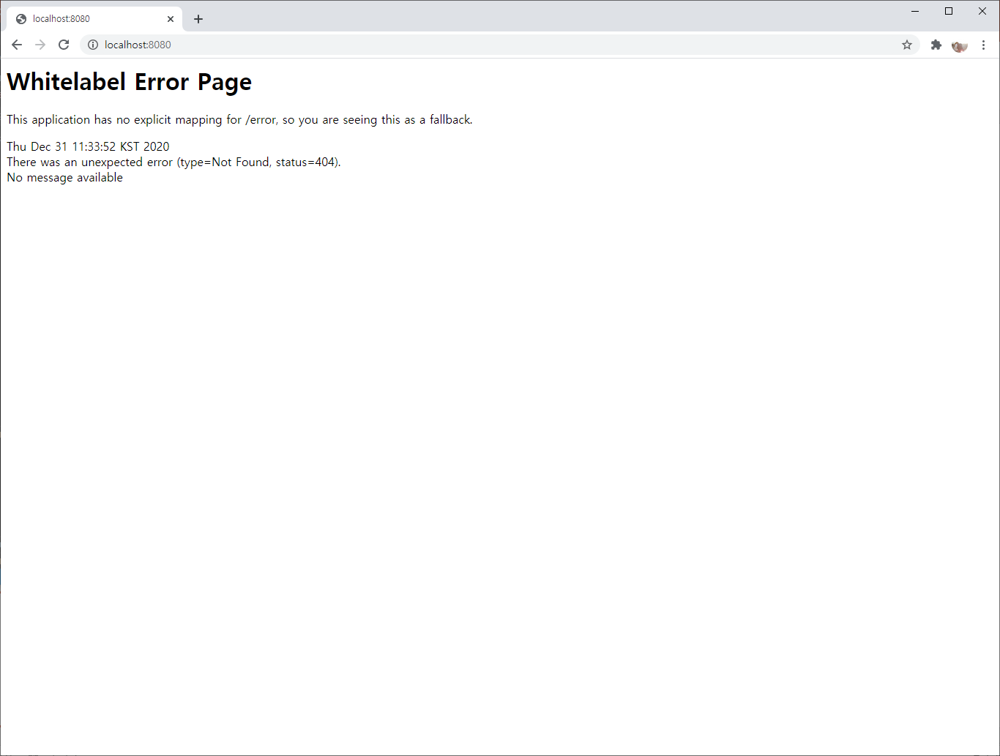 localhost:8080
localhost:8080
Whitelabel Error Page
This application has no explicit mapping for /error, so you are seeing this as a fallback.
Thu Dec 31 11:33:52 KST 2020
There was an unexpected error (type=Not Found, status=404).
No message available